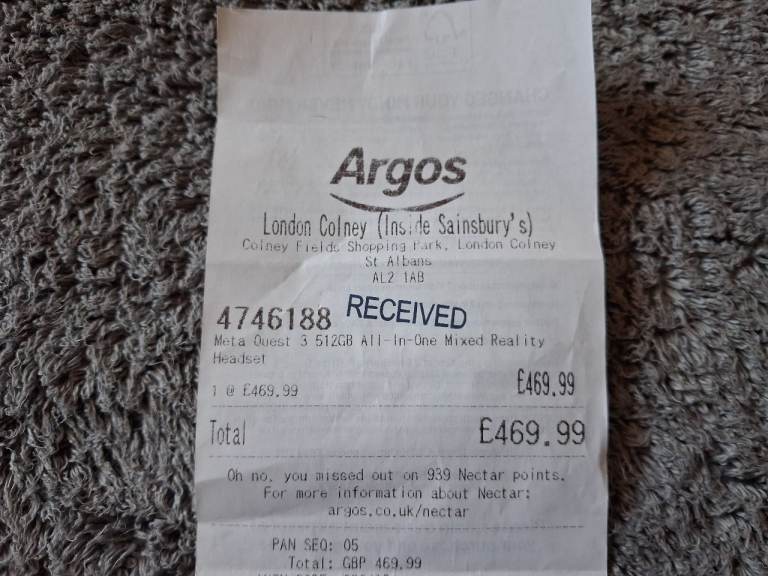 Argos
London Colney (Inside Sainsbury's)
Colney Fields Shopping Park, London Colney
St Albans
AL2 1AB
4746188 RECEIVED
Meta Quest 3 512GB All-In-One Mixed Reality
Headset
1 @ £469.99 £469.99
Total £469.99
Oh no, you missed out on 939 Nectar points.
For more information about Nectar:
argos.co.uk/nectar
PAN SEQ: 05
Total: GBP 469.99